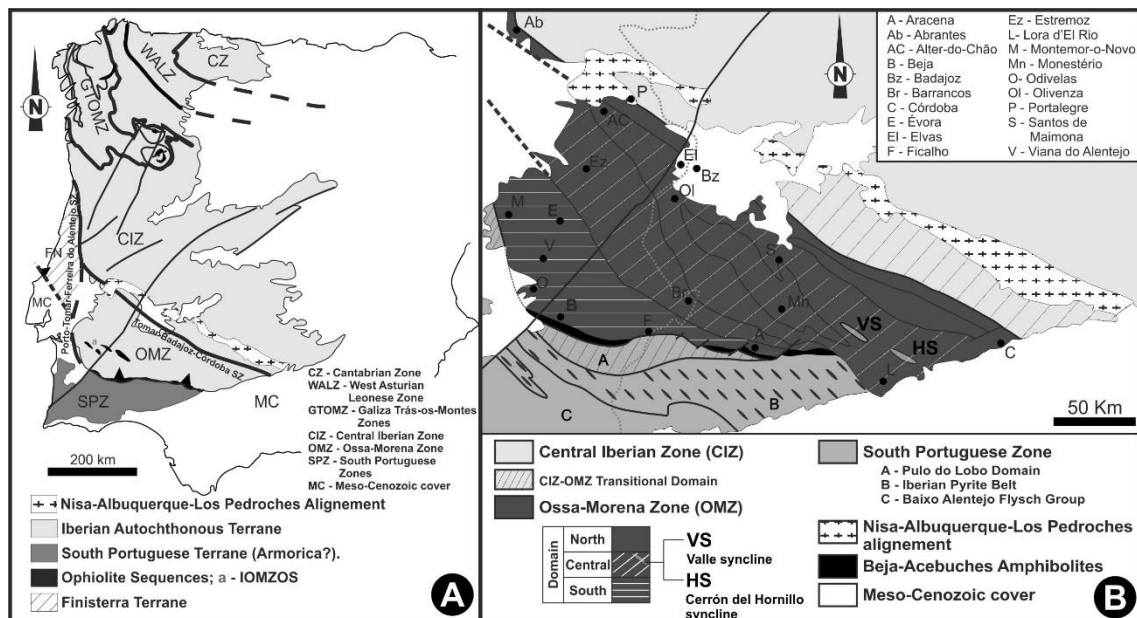 N
CZ
WALZ
GTOMZ
CIZ
FN
MC
Porto-Tomar-Ferreira do Alentejo SZ
Tomar-Badajoz-Córdoba SZ
a
OMZ
SPZ
MC
200 km
CZ - Cantabrian Zone
WALZ - West Asturian
Leonese Zone
GTOMZ - Galiza Trás-os-Montes
Zones
CIZ - Central Iberian Zone
OMZ - Ossa-Morena Zone
SPZ - South Portuguese
Zones
MC - Meso-Cenozoic cover
Nisa-Albuquerque-Los Pedroches Alignement
Iberian Autochthonous Terrane
South Portuguese Terrane (Armorica?).
Ophiolite Sequences; a - IOMZOS
Finisterra Terrane
A
Ab
N
P
AC
Ez
El
Bz
Ol
M
E
V
S
O
B
Br
Mn
F
A
VS
HS
C
L
A
B
C
50 Km
A - Aracena
Ab - Abrantes
AC - Alter-do-Chão
B - Beja
Bz - Badajoz
Br - Barrancos
C - Córdoba
E - Évora
El - Elvas
F - Ficalho
Ez - Estremoz
L- Lora d'El Rio
M - Montemor-o-Novo
Mn - Monestério
O- Odivelas
Ol - Olivenza
P - Portalegre
S - Santos de
Maimona
V - Viana do Alentejo
Central Iberian Zone (CIZ)
CIZ-OMZ Transitional Domain
Ossa-Morena Zone (OMZ)
Domain
North
Central
South
VS
Valle syncline
HS
Cerrón del Hornillo
syncline
South Portuguese Zone
A - Pulo do Lobo Domain
B - Iberian Pyrite Belt
C - Baixo Alentejo Flysch Group
Nisa-Albuquerque-Los Pedroches
alignement
Beja-Acebuches Amphibolites
Meso-Cenozoic cover
B